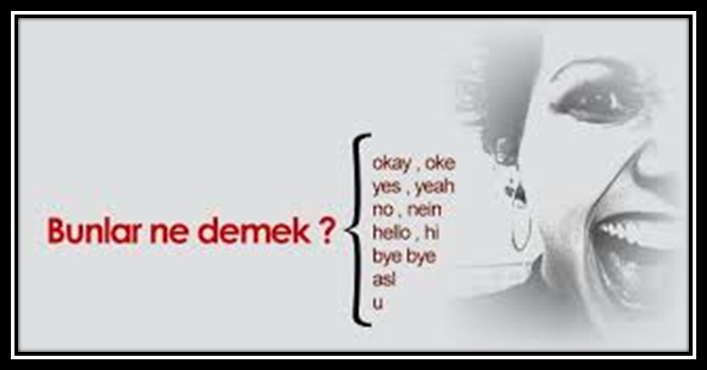 Bunlar ne demek ?
okay , oke
yes , yeah
no , nein
hello , hi
bye bye
asl
u